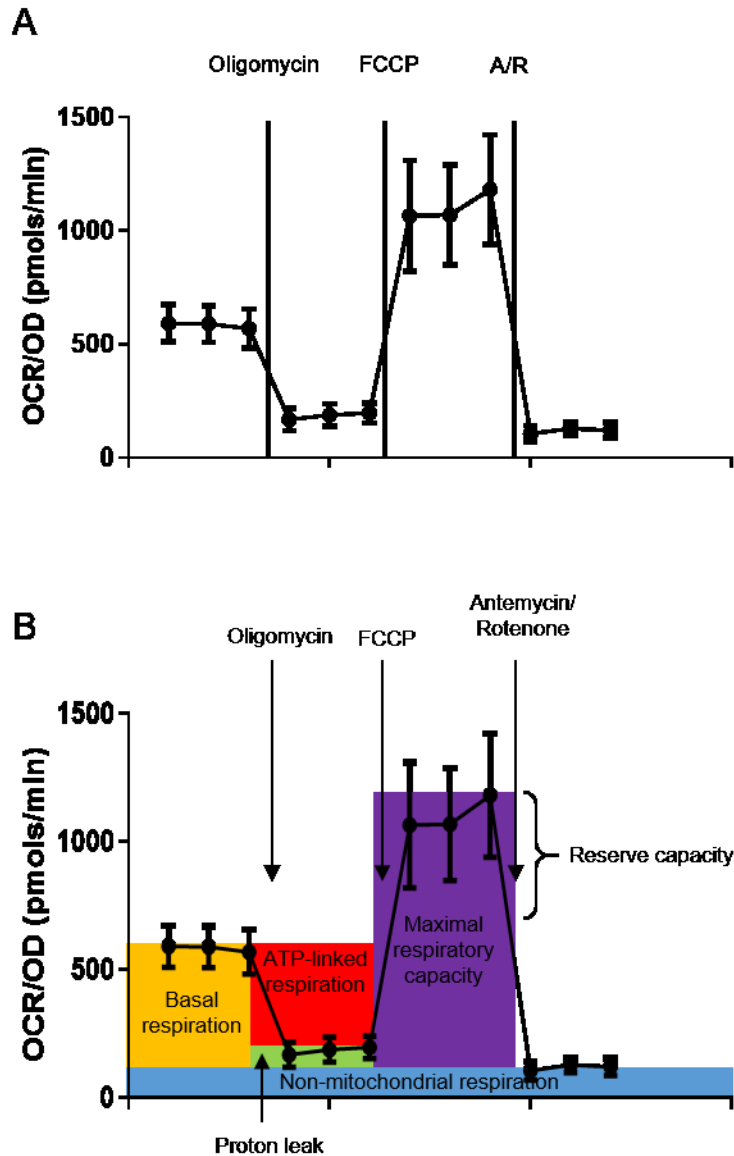 A
Oligomycin FCCP A/R
1500
1000
500
0
OCR/OD (pmols/mIn)
B
Oligomycin FCCP Antemycin/
Rotenone
1500
1000
500
0
OCR/OD (pmols/mIn)
Reserve capacity
Maximal
respiratory
capacity
ATP-linked
respiration
Basal
respiration
Non-mitochondrial respiration
Proton leak